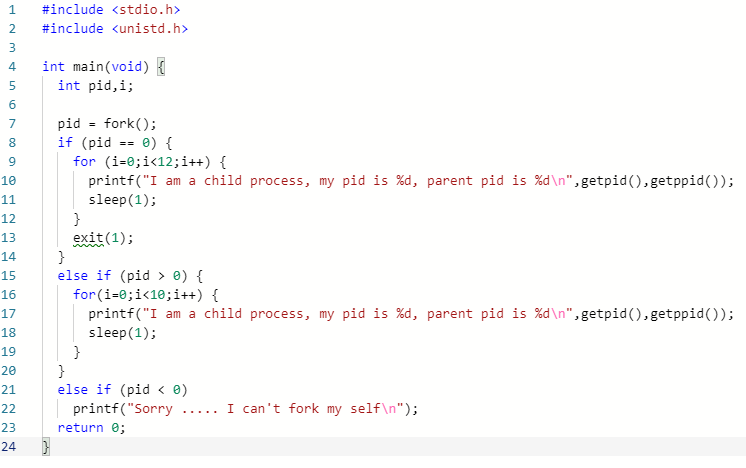 1 #include <stdio.h>
2 #include <unistd.h>
3
4 int main(void) {
5   int pid,i;
6
7   pid = fork();
8   if (pid == 0) {
9     for (i=0;i<12;i++) {
10       printf("I am a child process, my pid is %d, parent pid is %d\n",getpid(),getppid());
11       sleep(1);
12     }
13     exit(1);
14   }
15   else if (pid > 0) {
16     for(i=0;i<10;i++) {
17       printf("I am a child process, my pid is %d, parent pid is %d\n",getpid(),getppid());
18       sleep(1);
19     }
20   }
21   else if (pid < 0)
22     printf("Sorry ..... I can't fork my self\n");
23   return 0;
24 }